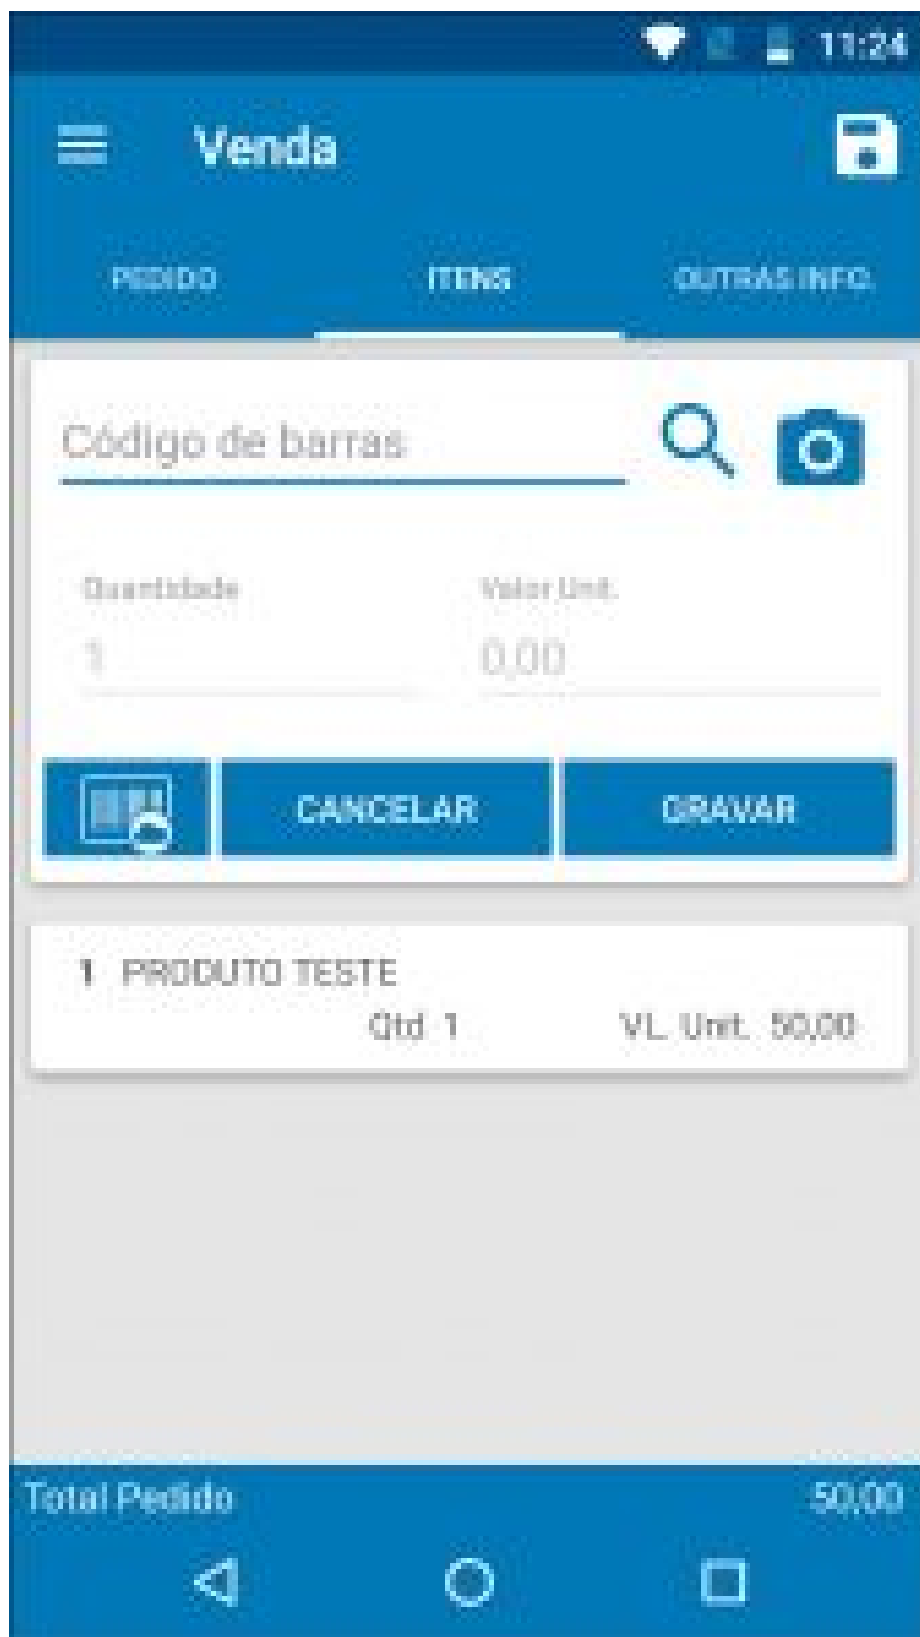 11:24
Venda
PEDIDO ITENS OUTRAS INFO.
Código de barras
Quantidade Valor Unit.
1 0,00
CANCELAR GRAVAR
1 PRODUTO TESTE
Qtd 1 VL. Unit. 50,00
Total Pedido 50,00